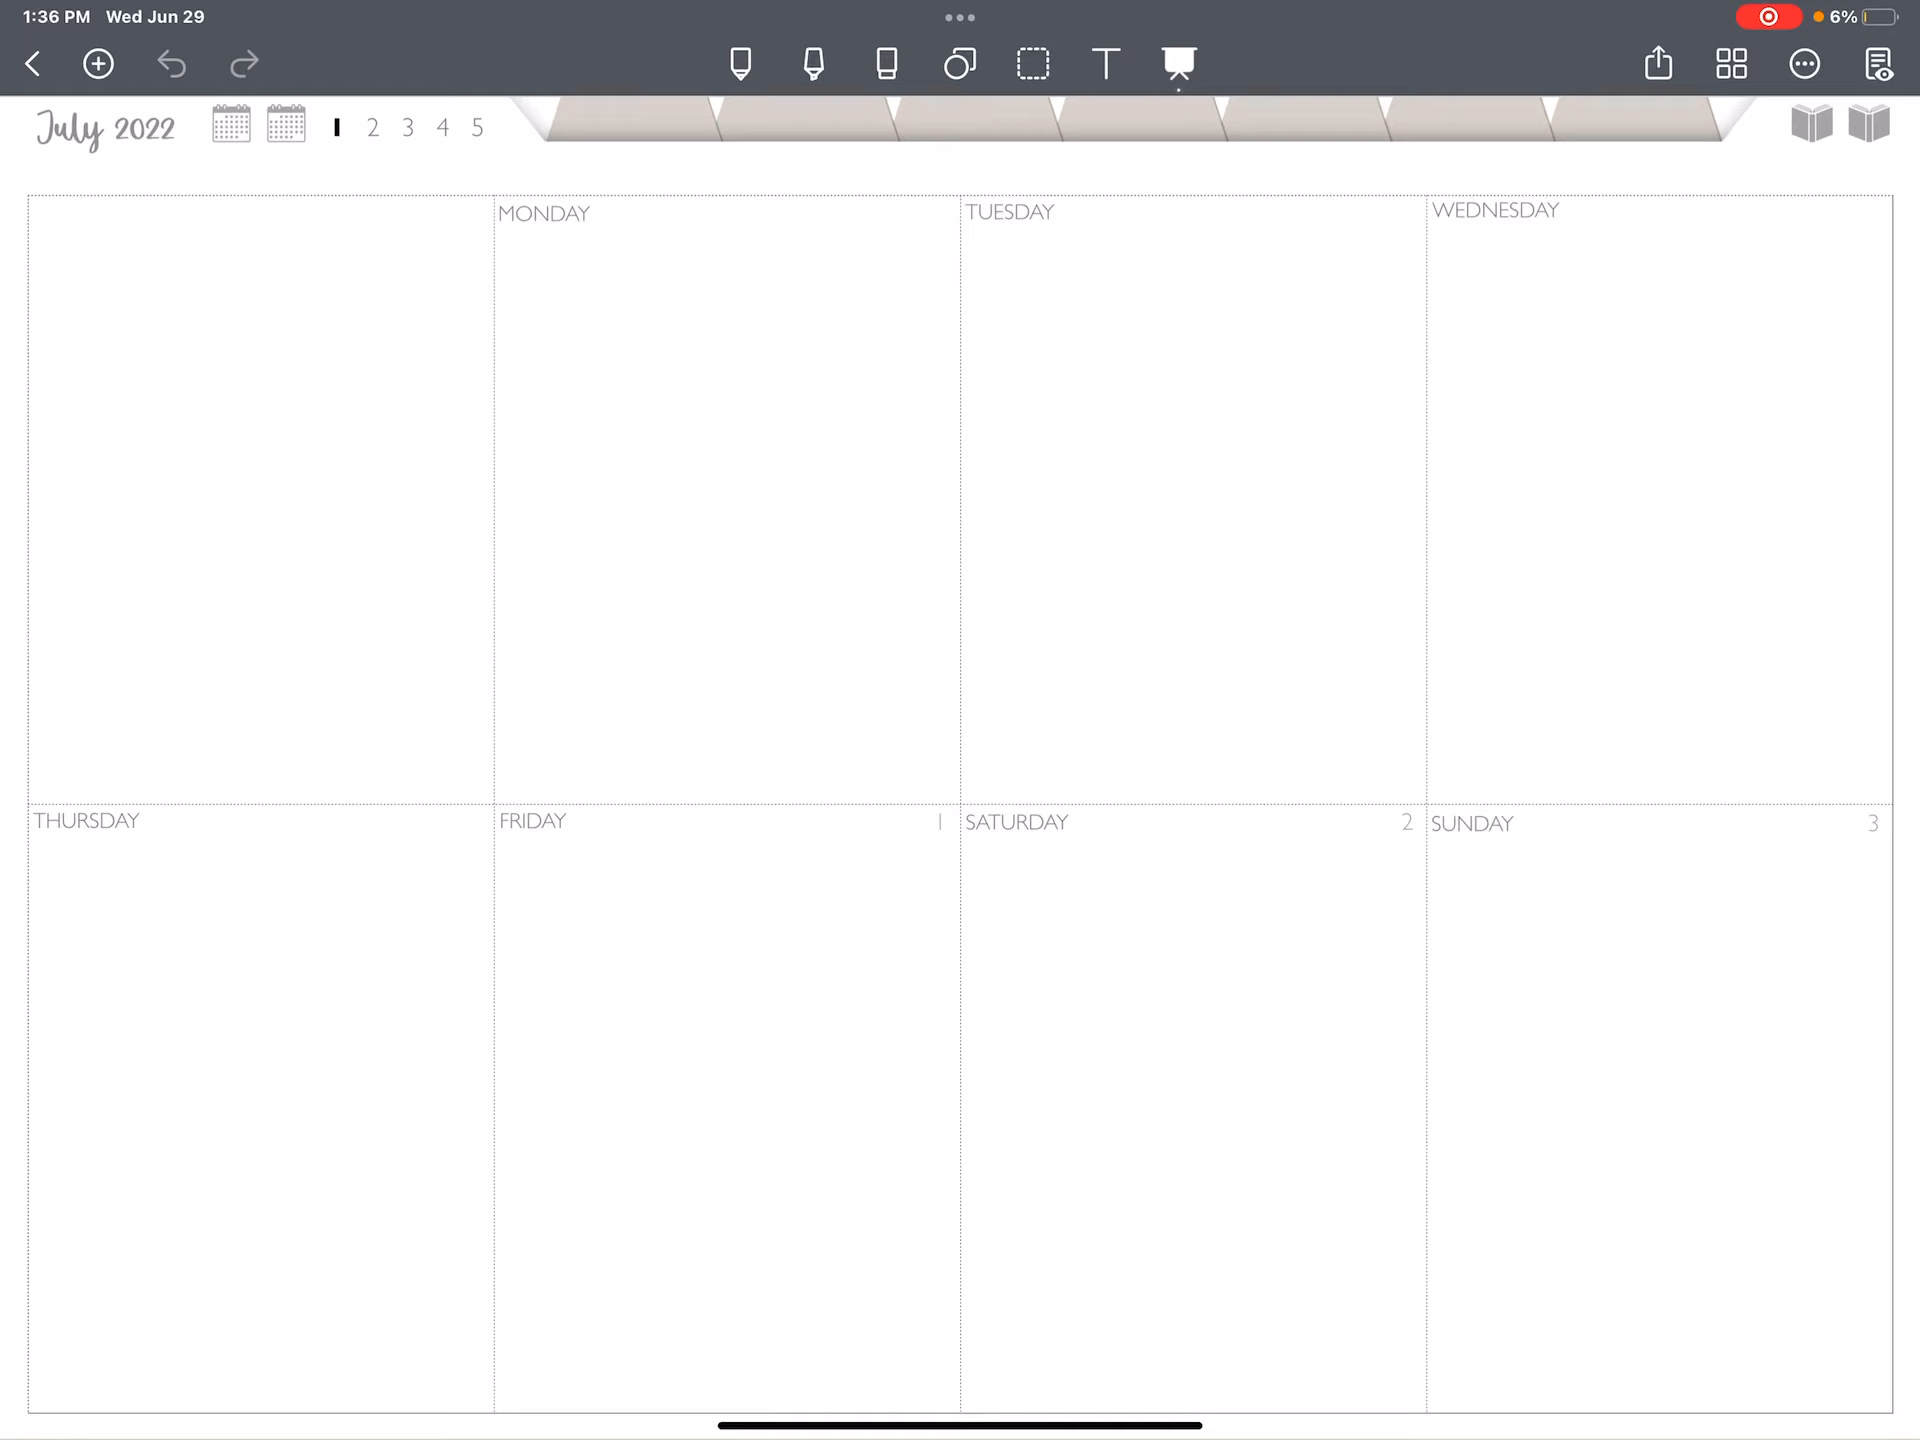 1:36 PM Wed Jun 29
6%
July 2022 1 2 3 4 5
MONDAY
TUESDAY
WEDNESDAY
THURSDAY
FRIDAY 1
SATURDAY 2
SUNDAY 3